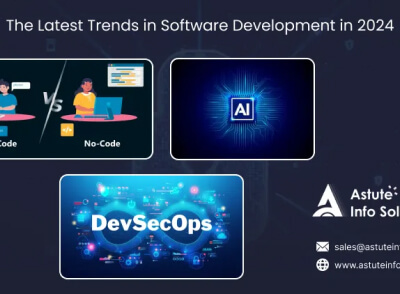 The Latest Trends in Software Development in 2024
VS
Code
No-Code
AI
DevSecOps
Astute
Info Sol
sales@astutein
www.astuteinfo